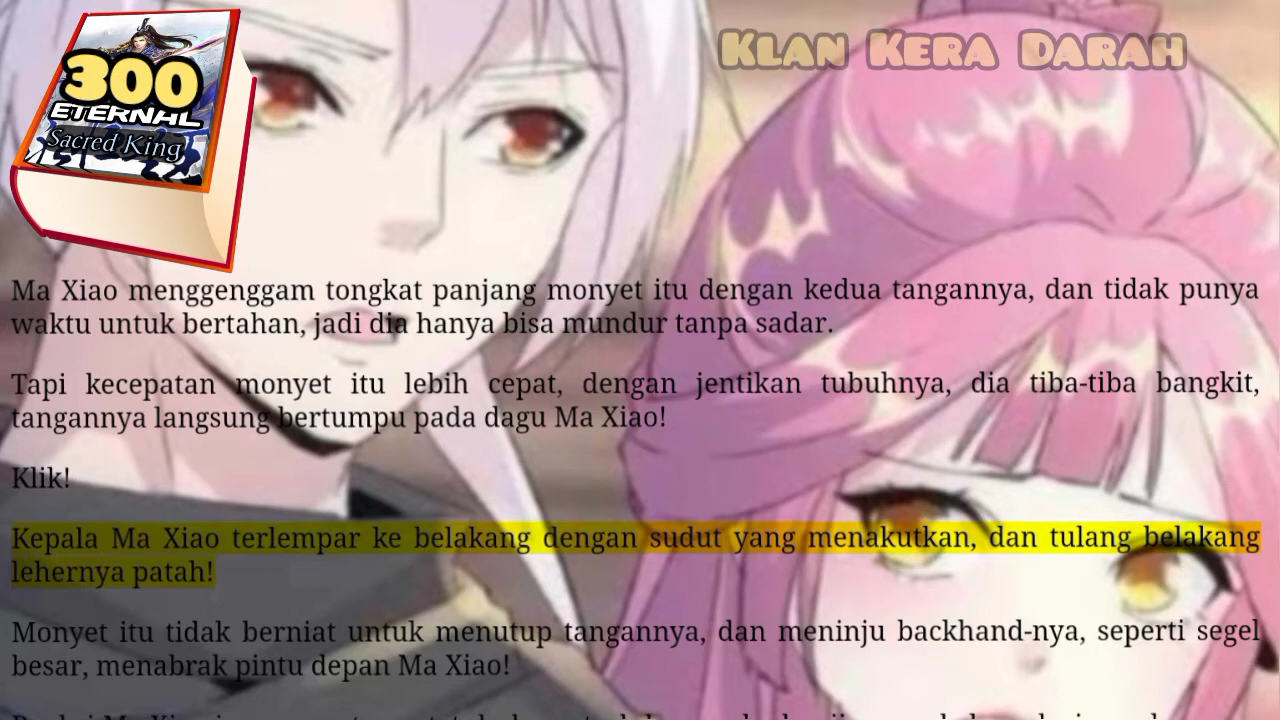 300
ETERNAL
Sacred King
Klan Kera Darah
Ma Xiao menggenggam tongkat panjang monyet itu dengan kedua tangannya, dan tidak punya
waktu untuk bertahan, jadi dia hanya bisa mundur tanpa sadar.
Tapi kecepatan monyet itu lebih cepat, dengan jentikan tubuhnya, dia tiba-tiba bangkit,
tangannya langsung bertumpu pada dagu Ma Xiao!
Klik!
Kepala Ma Xiao terlempar ke belakang dengan sudut yang menakutkan, dan tulang belakang
lehernya patah!
Monyet itu tidak berniat untuk menutup tangannya, dan meninju backhand-nya, seperti segel
besar, menabrak pintu depan Ma Xiao!